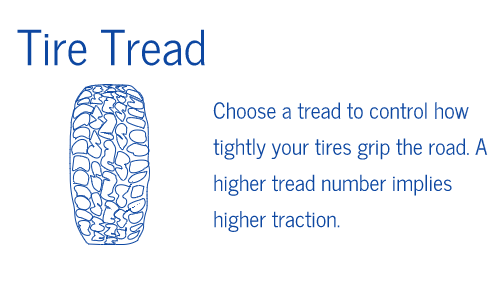 Tire Tread
Choose a tread to control how
tightly your tires grip the road. A
higher tread number implies
higher traction.